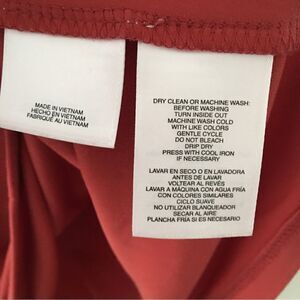 MADE IN VIETNAM
HECHO EN VIETNAM
FABRIQUÉ AU VIETNAM
DRY CLEAN OR MACHINE WASH:
BEFORE WASHING
TURN INSIDE OUT
MACHINE WASH COLD
WITH LIKE COLORS
GENTLE CYCLE
DO NOT BLEACH
DRIP DRY
PRESS WITH COOL IRON
IF NECESSARY
LAVAR EN SECO O EN LAVADORA
ANTES DE LAVAR
VOLTEAR AL REVÉS
LAVAR A MÁQUINA CON AGUA FRÍA
CON COLORES SIMILARES
CICLO SUAVE
NO UTILIZAR BLANQUEADOR
SECAR AL AIRE
PLANCHA FRÍA SI ES NECESARIO